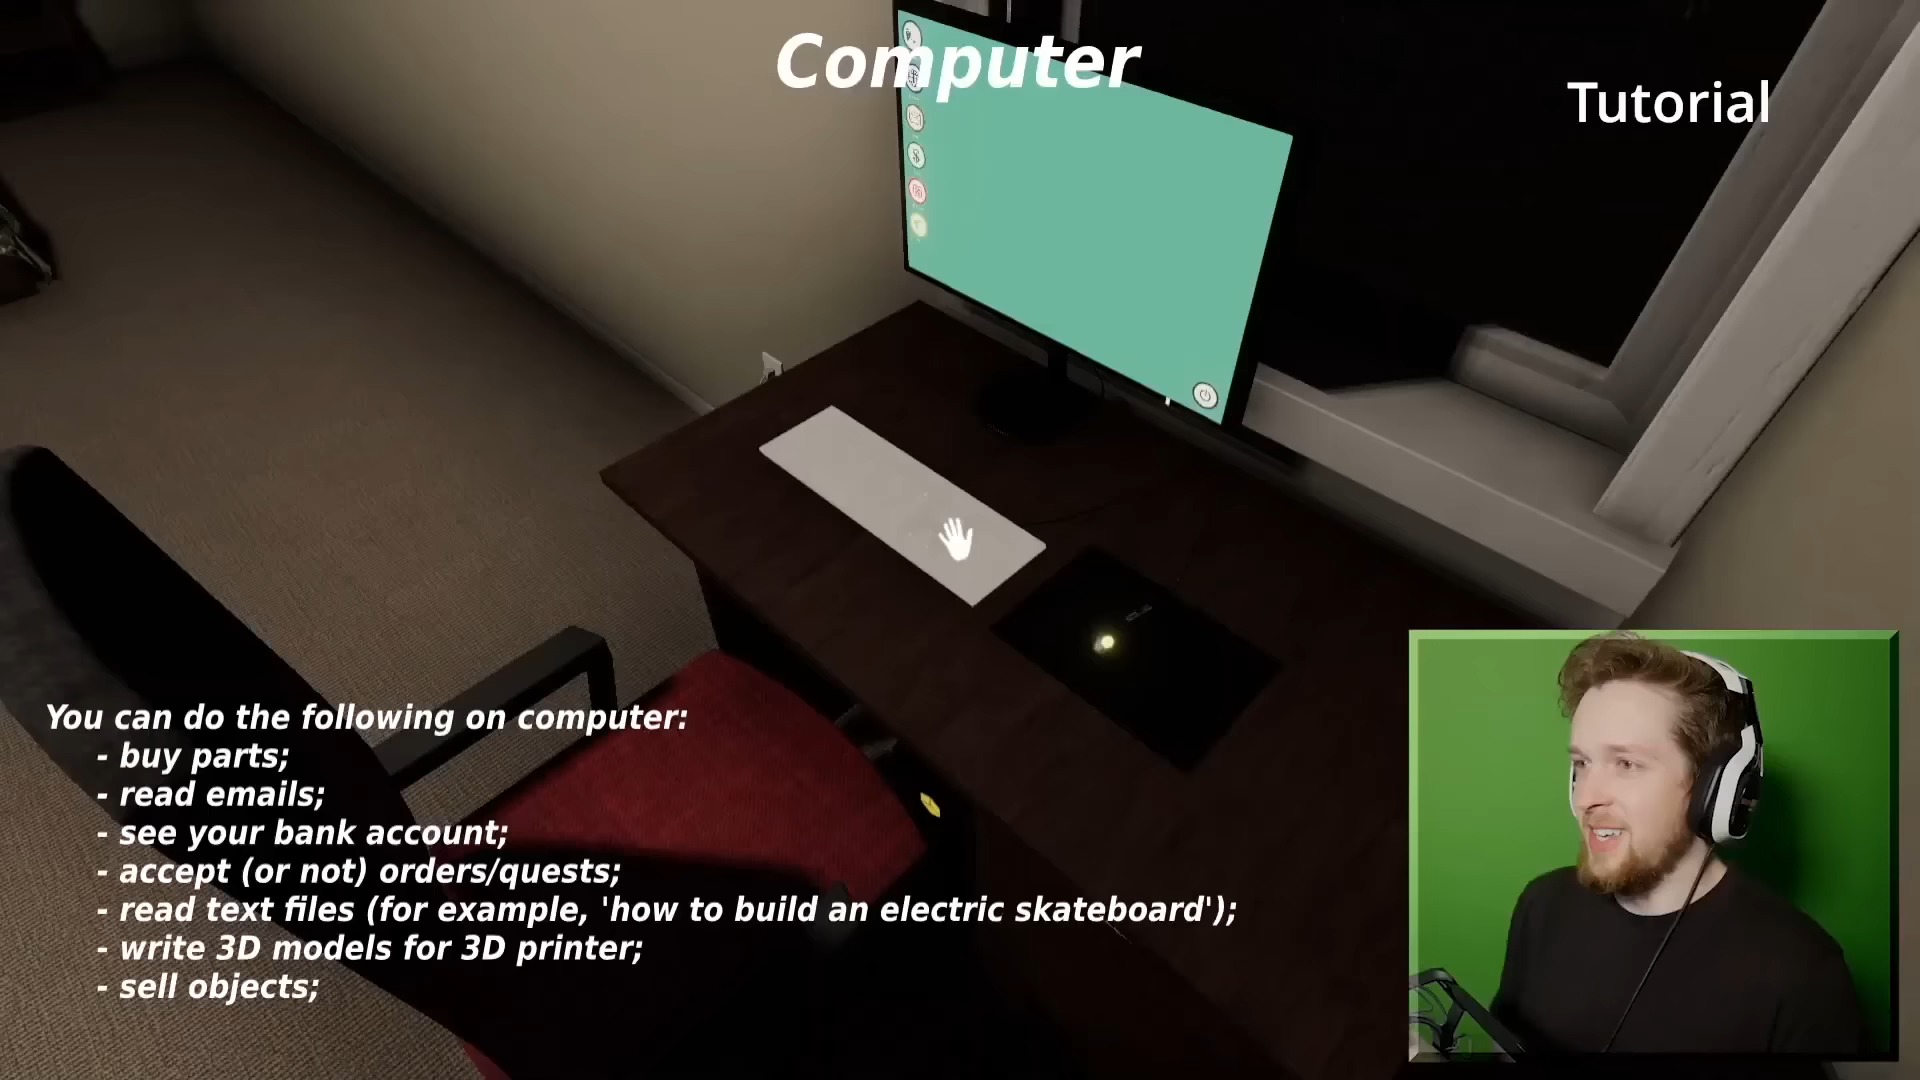 Computer
Tutorial
You can do the following on computer:
- buy parts;
- read emails;
- see your bank account;
- accept (or not) orders/quests;
- read text files (for example, 'how to build an electric skateboard');
- write 3D models for 3D printer;
- sell objects;